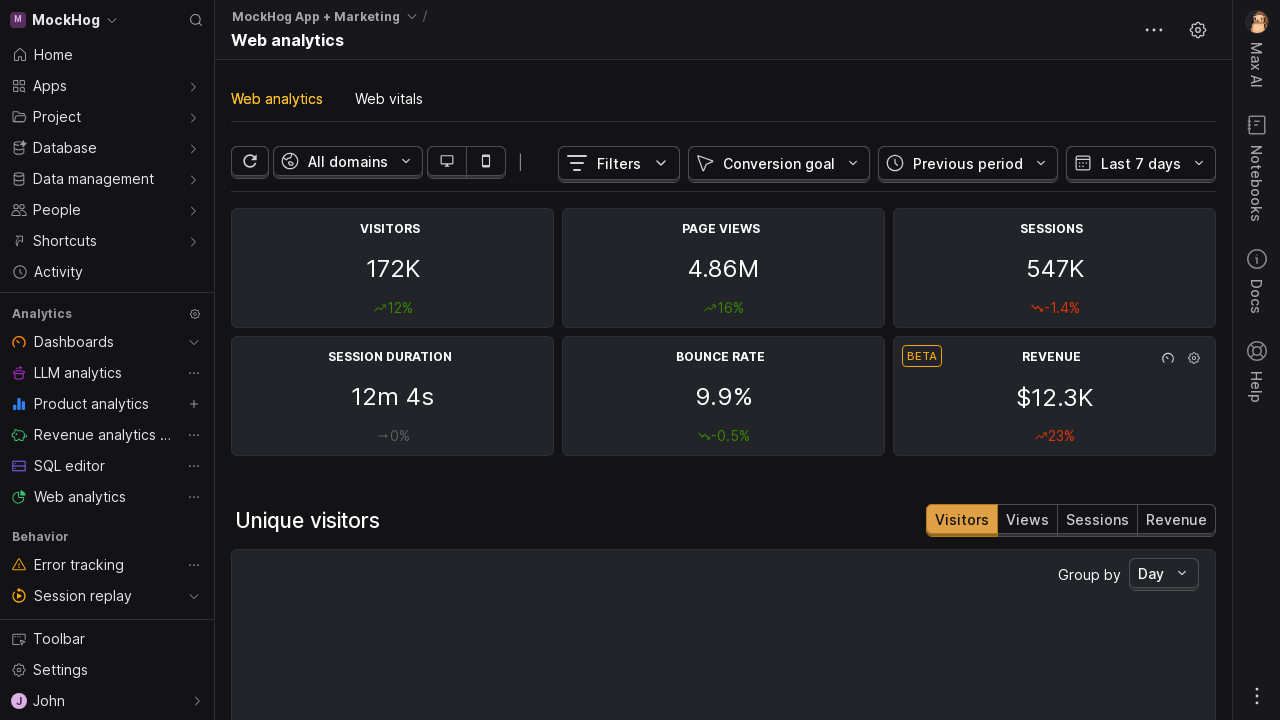 M MockHog
Home
Apps
Project
Database
Data management
People
Shortcuts
Activity
Analytics
Dashboards
LLM analytics
Product analytics
Revenue analytics ...
SQL editor
Web analytics
Behavior
Error tracking
Session replay
Toolbar
Settings
J John
MockHog App + Marketing /
Web analytics
Web analytics Web vitals
All domains Filters Conversion goal Previous period Last 7 days
VISITORS
172K
12%
PAGE VIEWS
4.86M
16%
SESSIONS
547K
-1.4%
SESSION DURATION
12m 4s
0%
BOUNCE RATE
9.9%
-0.5%
BETA REVENUE
$12.3K
23%
Unique visitors
Visitors Views Sessions Revenue
Group by Day
Max AI
Notebooks
Docs
Help